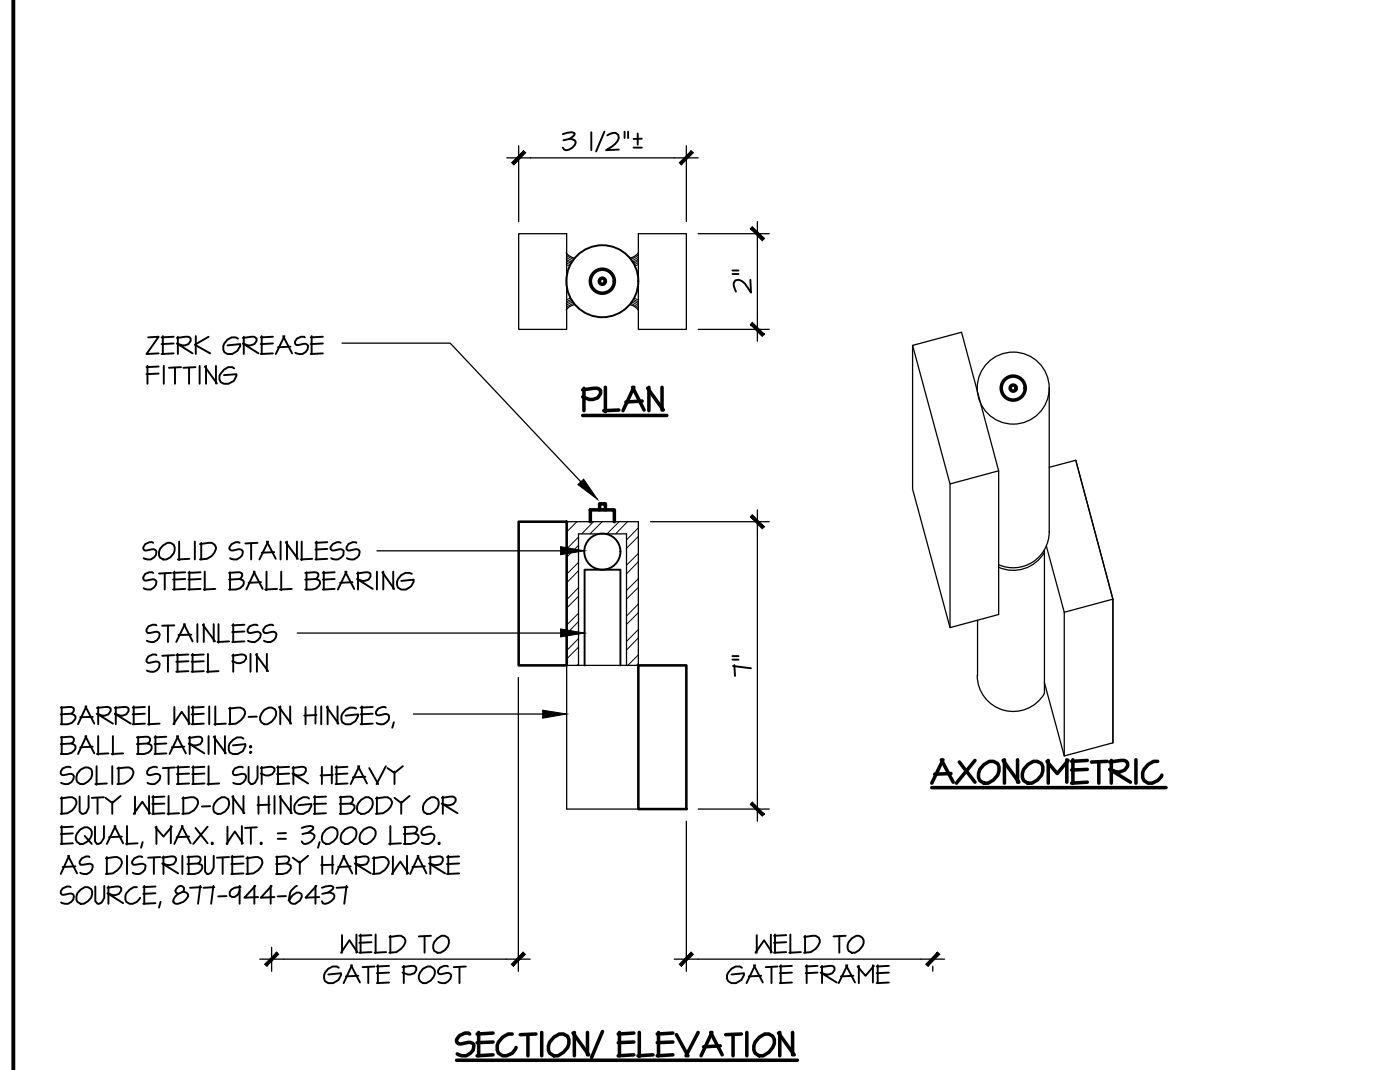 3 1/2"±
2"
ZERK GREASE
FITTING
PLAN
SOLID STAINLESS
STEEL BALL BEARING
STAINLESS
STEEL PIN
7"
BARREL WEILD-ON HINGES,
BALL BEARING:
SOLID STEEL SUPER HEAVY
DUTY WELD-ON HINGE BODY OR
EQUAL, MAX. WT. = 3,000 LBS.
AS DISTRIBUTED BY HARDWARE
SOURCE, 877-944-6437
AXONOMETRIC
WELD TO
GATE POST
WELD TO
GATE FRAME
SECTION/ ELEVATION